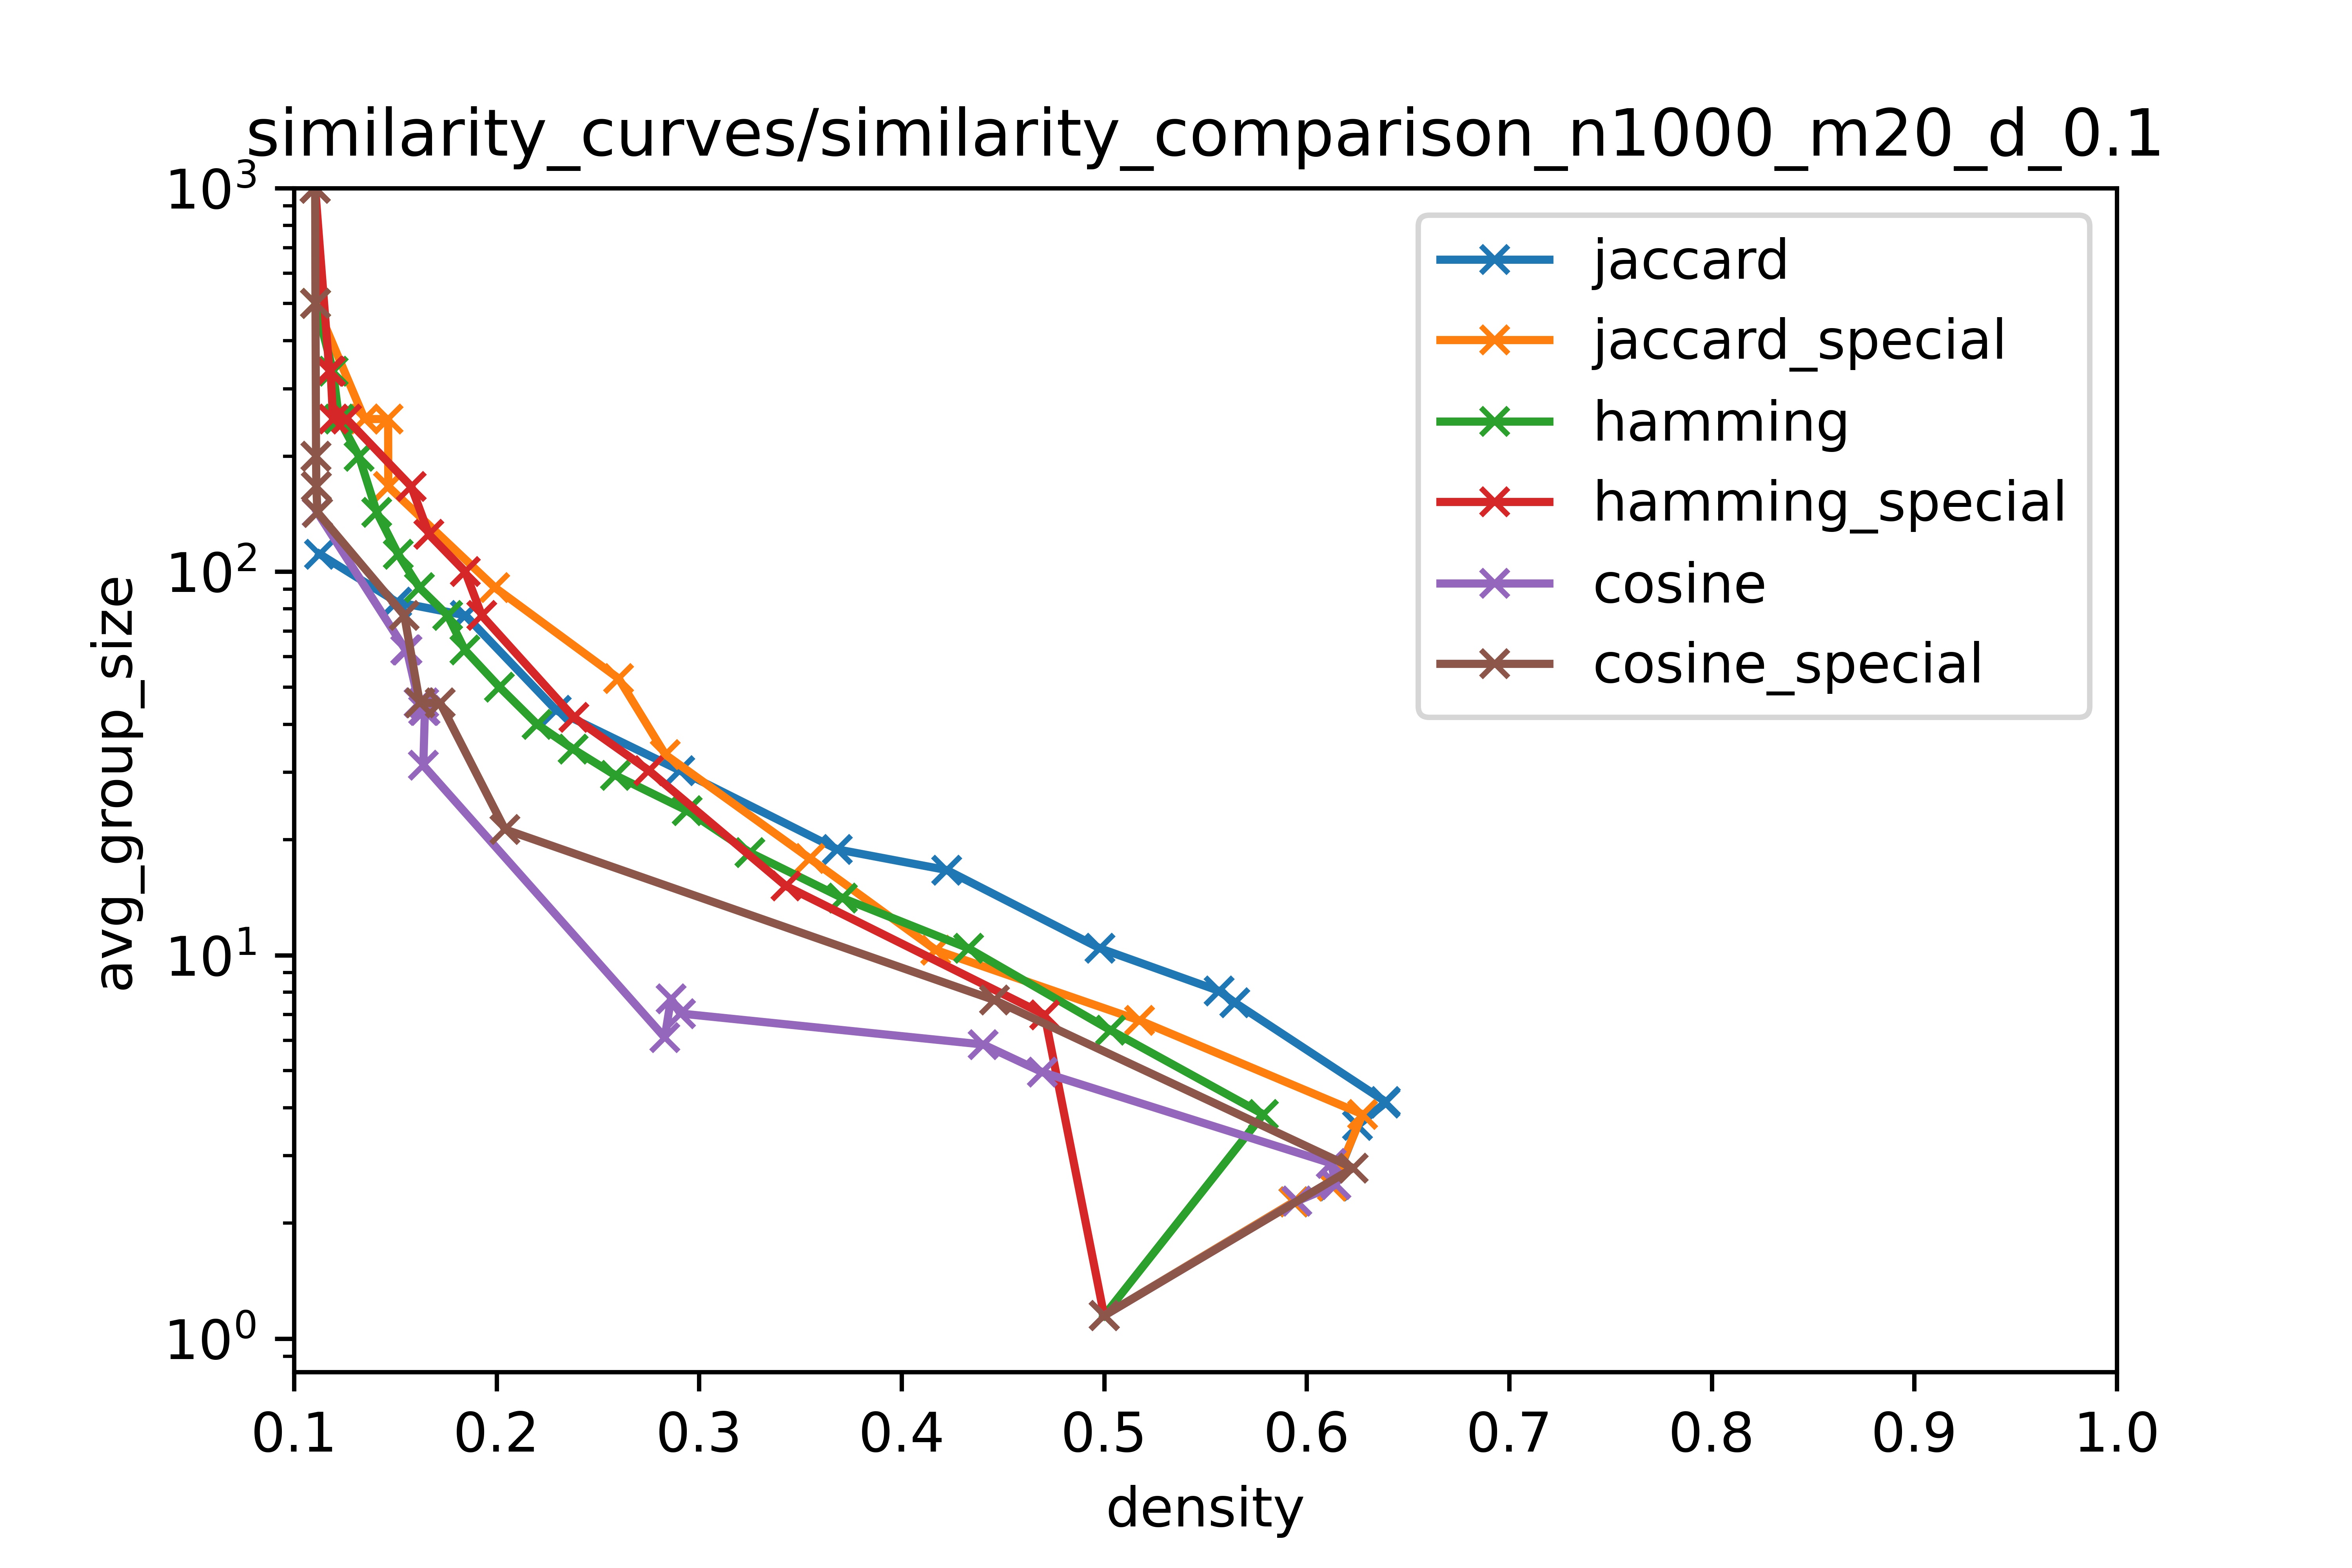 similarity_curves/similarity_comparison_n1000_m20_d_0.1
10³
10²
10¹
10⁰
avg_group_size
jaccard
jaccard_special
hamming
hamming_special
cosine
cosine_special
0.1 0.2 0.3 0.4 0.5 0.6 0.7 0.8 0.9 1.0
density